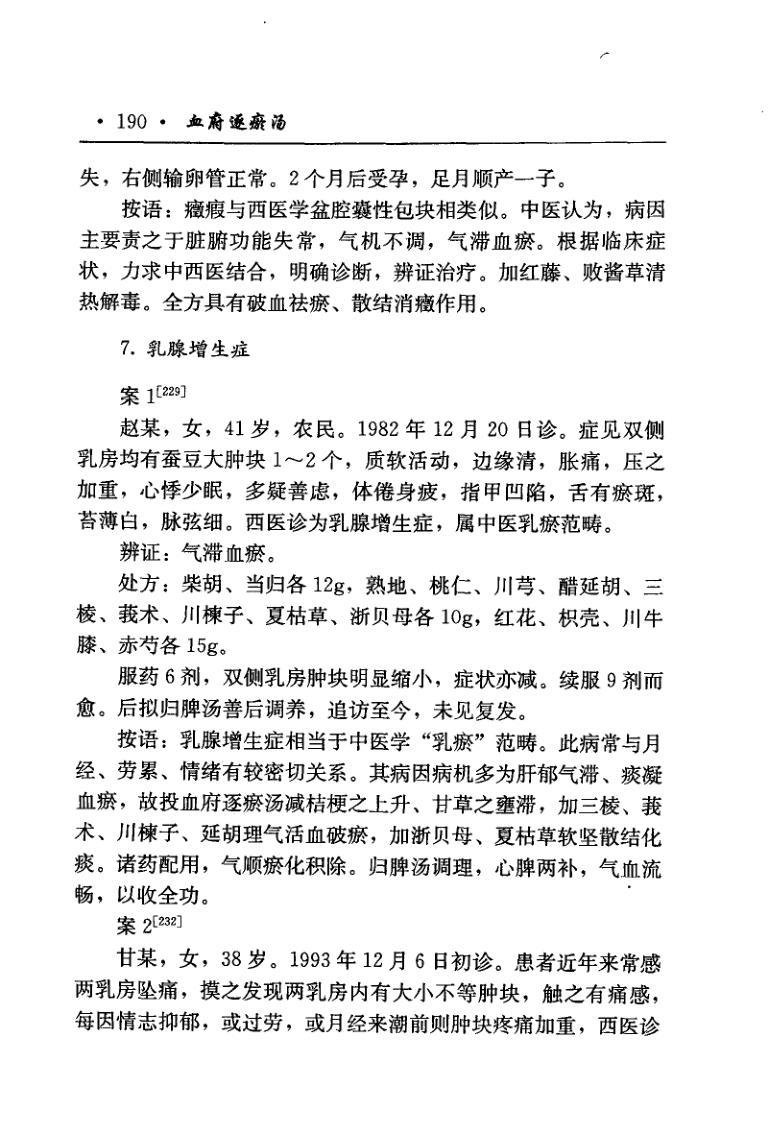 · 190 · 血府逐瘀汤
失，右侧输卵管正常。2个月后受孕，足月顺产一子。
按语：癥瘕与西医学盆腔囊性包块相类似。中医认为，病因
主要责之于脏腑功能失常，气机不调，气滞血瘀。根据临床症
状，力求中西医结合，明确诊断，辨证治疗。加红藤、败酱草清
热解毒。全方具有破血祛瘀、散结消癥作用。
7. 乳腺增生症
案1[229]
赵某，女，41岁，农民。1982年12月20日诊。症见双侧
乳房均有蚕豆大肿块1～2个，质软活动，边缘清，胀痛，压之
加重，心悸少眠，多疑善虑，体倦身疲，指甲凹陷，舌有瘀斑，
苔薄白，脉弦细。西医诊为乳腺增生症，属中医乳瘀范畴。
辨证：气滞血瘀。
处方：柴胡、当归各12g，熟地、桃仁、川芎、醋延胡、三
棱、莪术、川楝子、夏枯草、浙贝母各10g，红花、枳壳、川牛
膝、赤芍各15g。
服药6剂，双侧乳房肿块明显缩小，症状亦减。续服9剂而
愈。后拟归脾汤善后调养，追访至今，未见复发。
按语：乳腺增生症相当于中医学“乳瘀”范畴。此病常与月
经、劳累、情绪有较密切关系。其病因病机多为肝郁气滞、痰凝
血瘀，故投血府逐瘀汤减桔梗之上升、甘草之壅滞，加三棱、莪
术、川楝子、延胡理气活血破瘀，加浙贝母、夏枯草软坚散结化
痰。诸药配用，气顺瘀化积除。归脾汤调理，心脾两补，气血流
畅，以收全功。
案2[232]
甘某，女，38岁。1993年12月6日初诊。患者近年来常感
两乳房坠痛，摸之发现两乳房内有大小不等肿块，触之有痛感，
每因情志抑郁，或过劳，或月经来潮前则肿块疼痛加重，西医诊